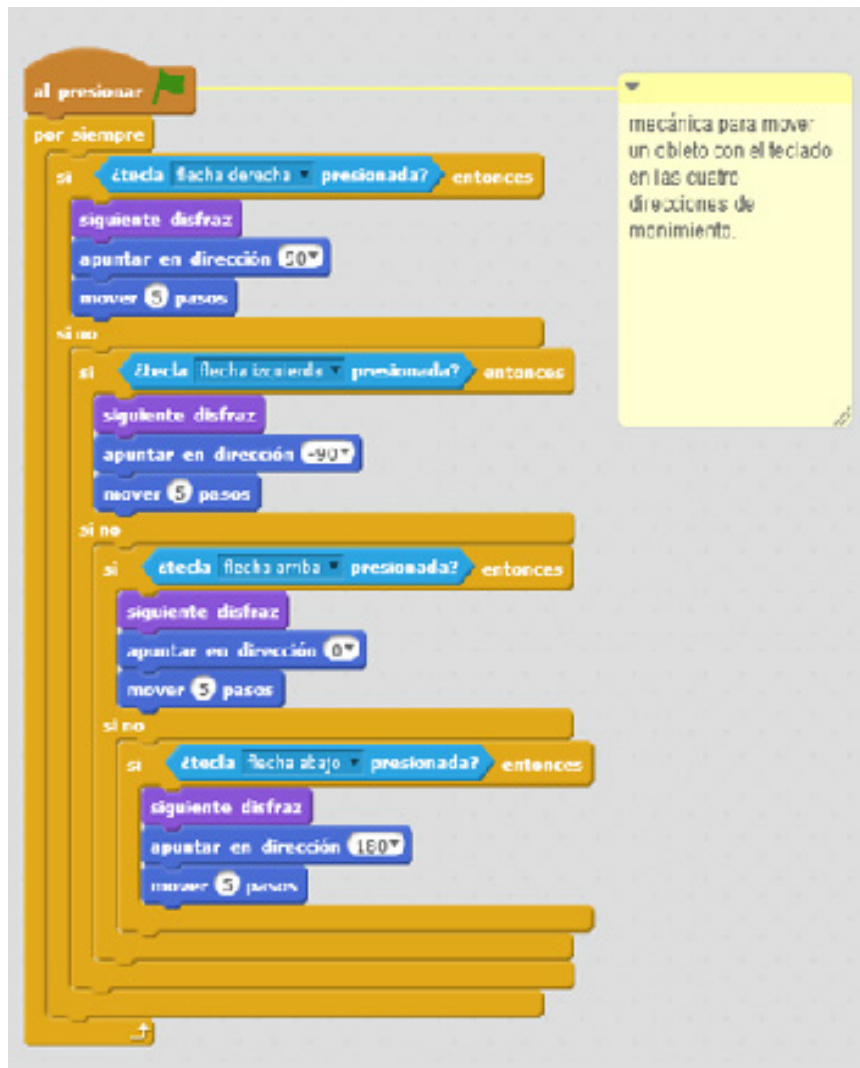 al presionar
por siempre
si ¿tecla flecha derecha presionada? entonces
siguiente disfraz
apuntar en dirección 90
mover 5 pasos
si no
si ¿tecla flecha izquierda presionada? entonces
siguiente disfraz
apuntar en dirección -90
mover 5 pasos
si no
si ¿tecla flecha arriba presionada? entonces
siguiente disfraz
apuntar en dirección 0
mover 5 pasos
si no
si ¿tecla flecha abajo presionada? entonces
siguiente disfraz
apuntar en dirección 180
mover 5 pasos
mecánica para mover
un objeto con el teclado
en las cuatro
direcciones de
monimiento.